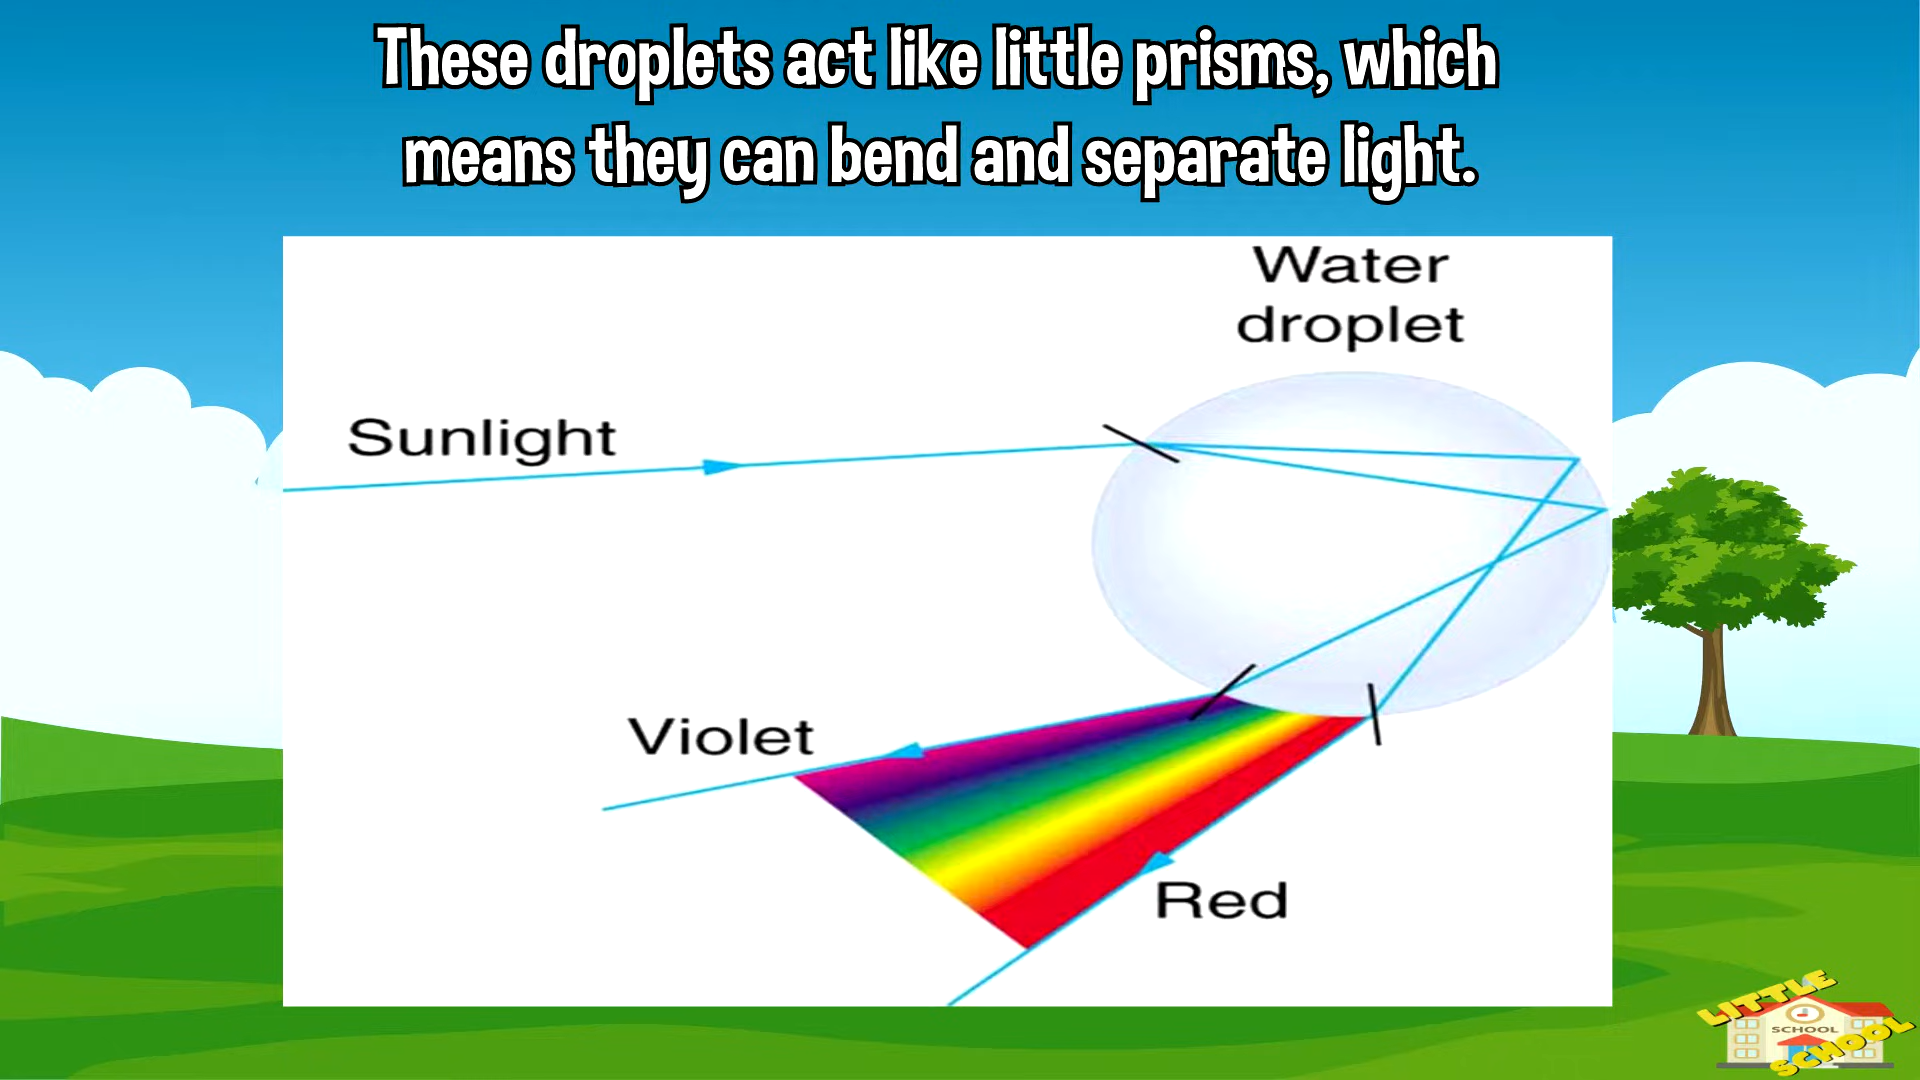 These droplets act like little prisms, which
means they can bend and separate light.
Water
droplet
Sunlight
Violet
Red
LITTLE
SCHOOL
SCHOOL